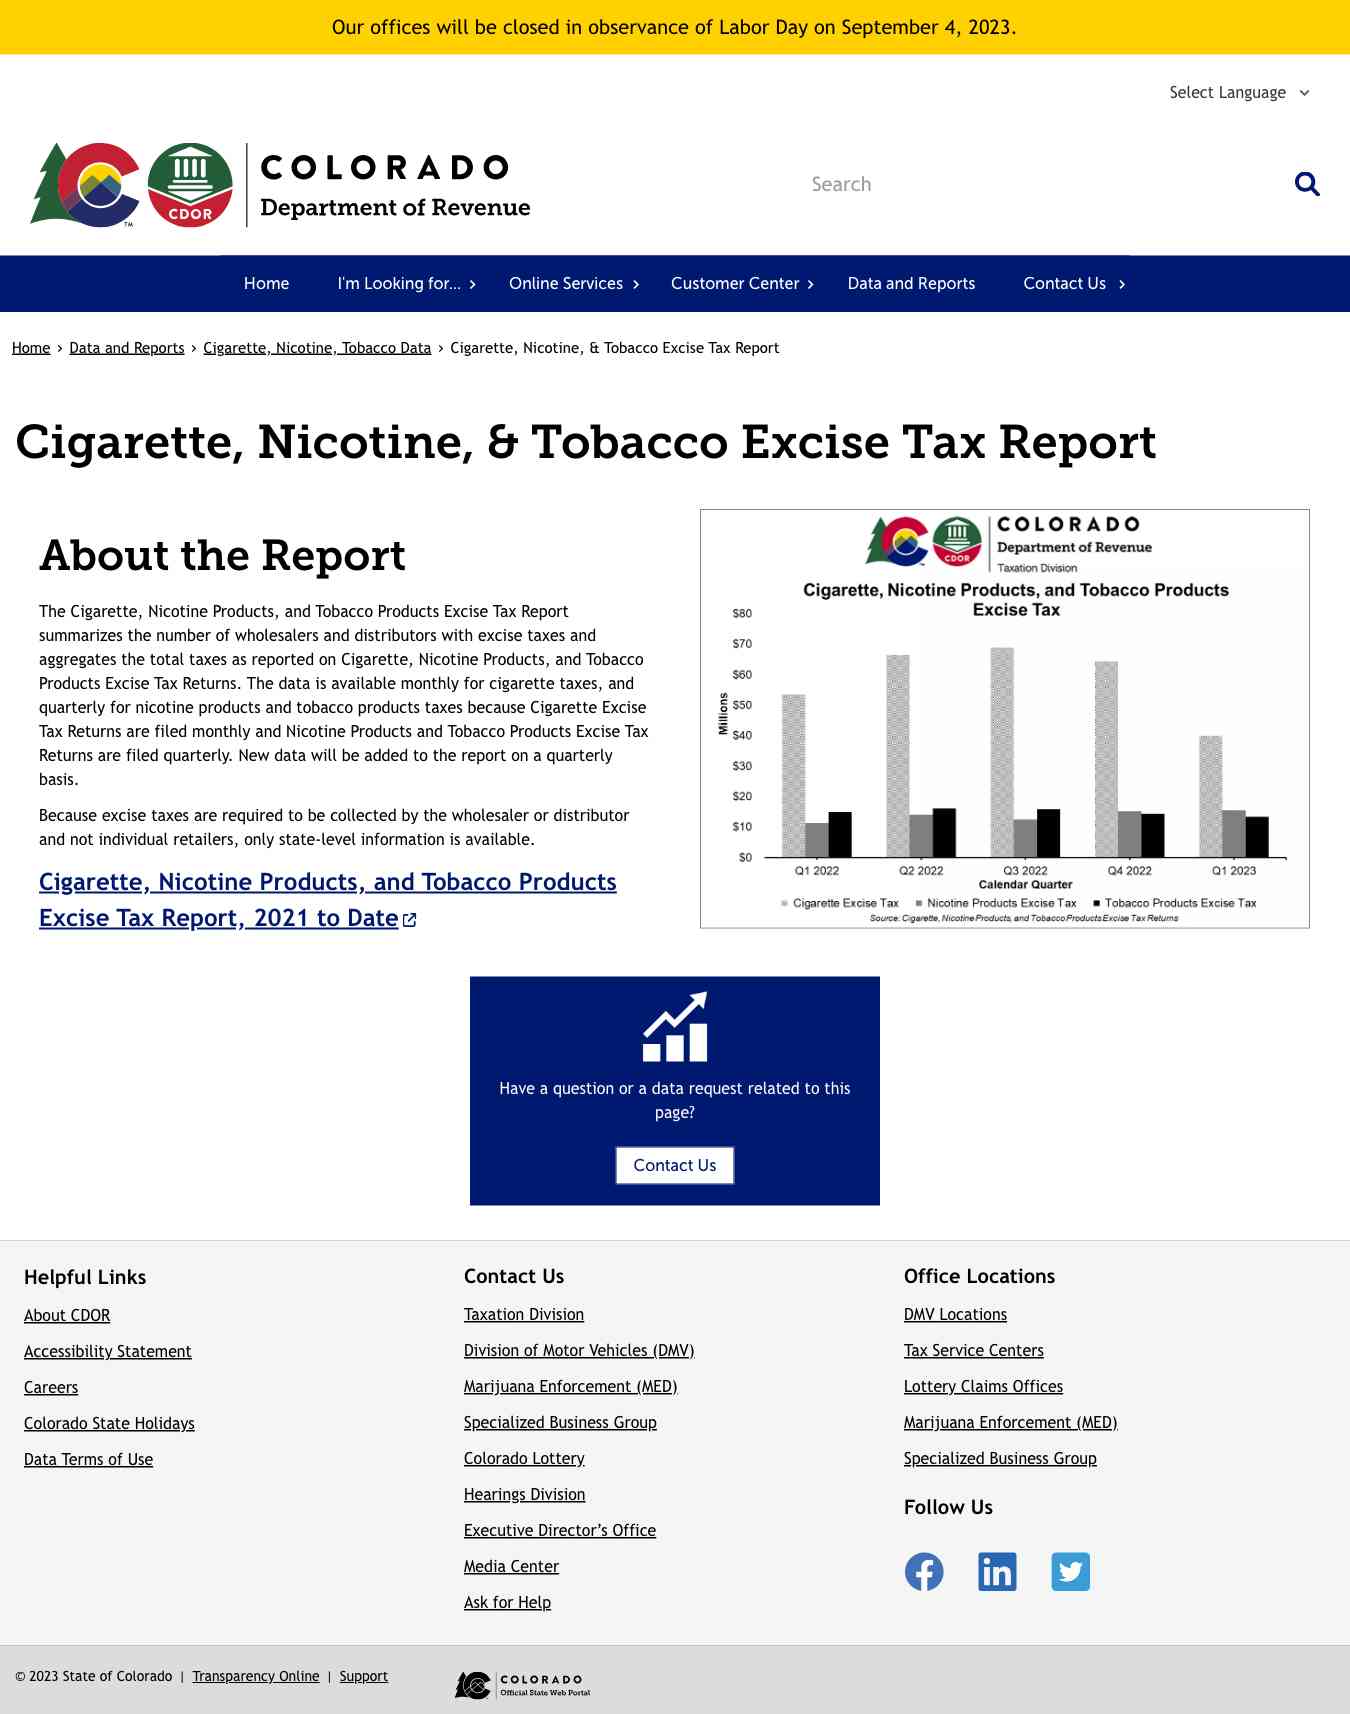 Our offices will be closed in observance of Labor Day on September 4, 2023.
Select Language
CDOR
TM
COLORADO
Department of Revenue
Search
Home
I'm Looking for...
Online Services
Customer Center
Data and Reports
Contact Us
Home › Data and Reports › Cigarette, Nicotine, Tobacco Data › Cigarette, Nicotine, & Tobacco Excise Tax Report
Cigarette, Nicotine, & Tobacco Excise Tax Report
About the Report
The Cigarette, Nicotine Products, and Tobacco Products Excise Tax Report
summarizes the number of wholesalers and distributors with excise taxes and
aggregates the total taxes as reported on Cigarette, Nicotine Products, and Tobacco
Products Excise Tax Returns. The data is available monthly for cigarette taxes, and
quarterly for nicotine products and tobacco products taxes because Cigarette Excise
Tax Returns are filed monthly and Nicotine Products and Tobacco Products Excise Tax
Returns are filed quarterly. New data will be added to the report on a quarterly
basis.
Because excise taxes are required to be collected by the wholesaler or distributor
and not individual retailers, only state-level information is available.
Cigarette, Nicotine Products, and Tobacco Products
Excise Tax Report, 2021 to Date
CDOR
COLORADO
Department of Revenue
Taxation Division
Cigarette, Nicotine Products, and Tobacco Products
Excise Tax
$80
$70
$60
$50
$40
$30
$20
$10
$0
Millions
Q1 2022
Q2 2022
Q3 2022
Q4 2022
Q1 2023
Calendar Quarter
Cigarette Excise Tax
Nicotine Products Excise Tax
Tobacco Products Excise Tax
Source: Cigarette, Nicotine Products, and Tobacco Products Excise Tax Returns
Have a question or a data request related to this
page?
Contact Us
Helpful Links
About CDOR
Accessibility Statement
Careers
Colorado State Holidays
Data Terms of Use
Contact Us
Taxation Division
Division of Motor Vehicles (DMV)
Marijuana Enforcement (MED)
Specialized Business Group
Colorado Lottery
Hearings Division
Executive Director's Office
Media Center
Ask for Help
Office Locations
DMV Locations
Tax Service Centers
Lottery Claims Offices
Marijuana Enforcement (MED)
Specialized Business Group
Follow Us
© 2023 State of Colorado | Transparency Online | Support
COLORADO
Official State Web Portal